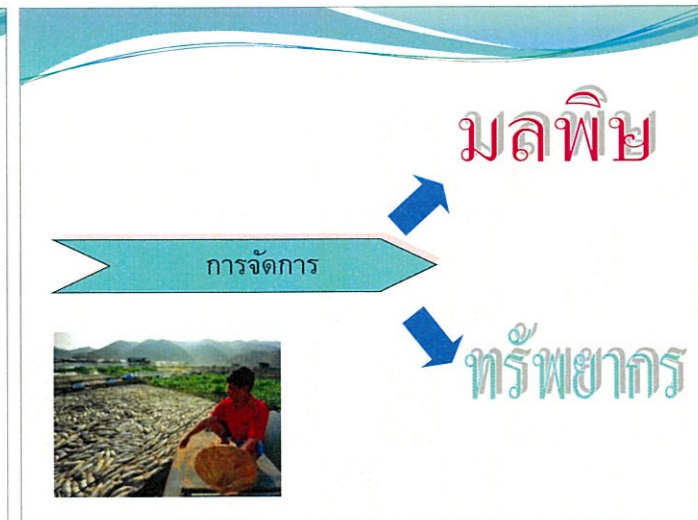 มลพิษ
การจัดการ
ทรัพยากร